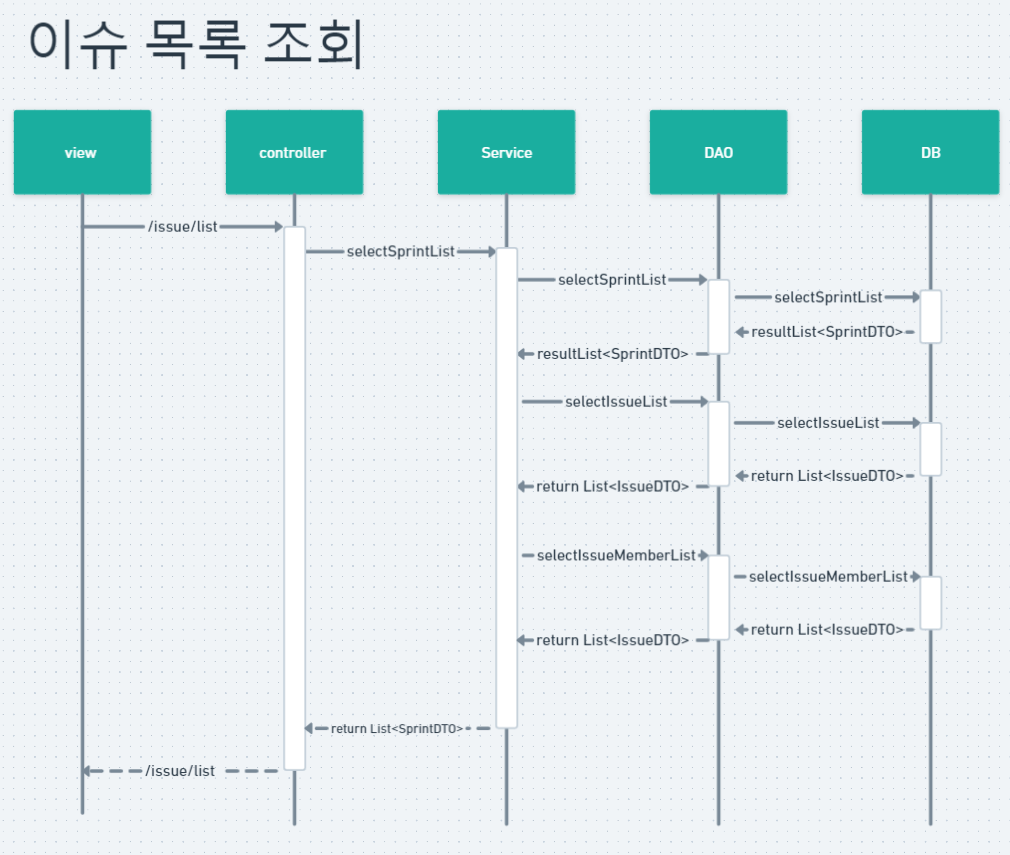 이슈 목록 조회
view
controller
Service
DAO
DB
/issue/list
selectSprintList
selectSprintList
selectSprintList
resultList<SprintDTO>
resultList<SprintDTO>
selectIssueList
selectIssueList
return List<IssueDTO>
return List<IssueDTO>
selectIssueMemberList
selectIssueMemberList
return List<IssueDTO>
return List<IssueDTO>
return List<SprintDTO>
/issue/list